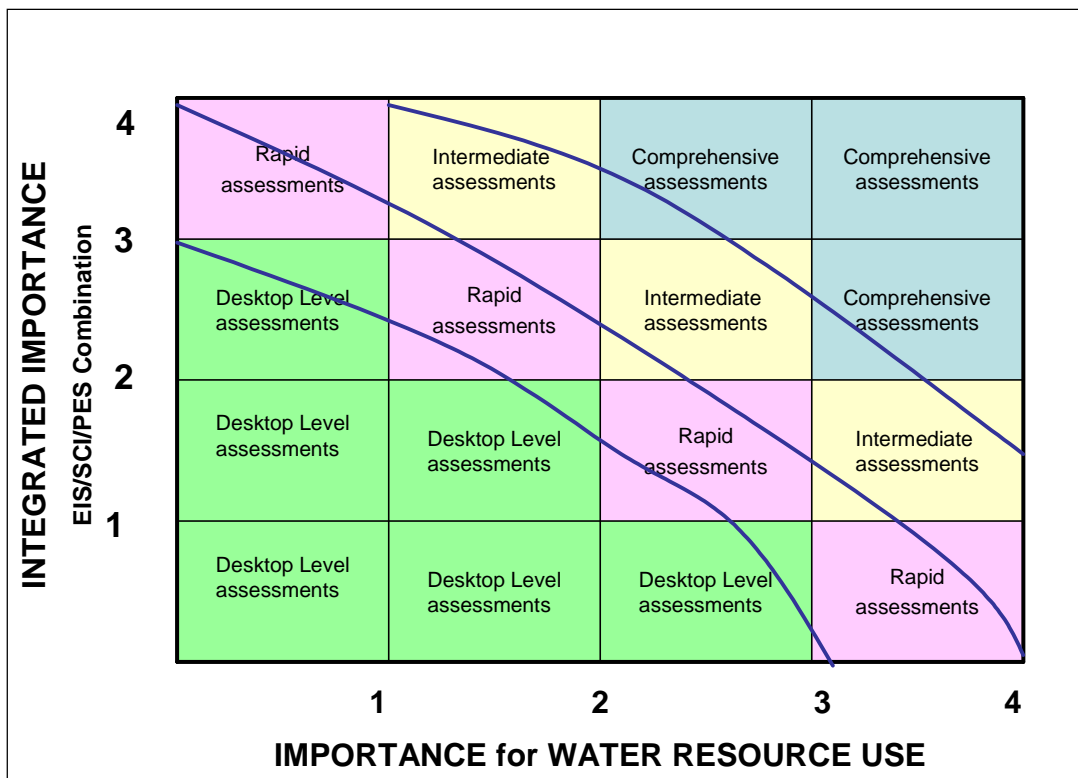 INTEGRATED IMPORTANCE
EIS/SCI/PES Combination
4
3
2
1
Rapid
assessments
Intermediate
assessments
Comprehensive
assessments
Comprehensive
assessments
Desktop Level
assessments
Rapid
assessments
Intermediate
assessments
Comprehensive
assessments
Desktop Level
assessments
Desktop Level
assessments
Rapid
assessments
Intermediate
assessments
Desktop Level
assessments
Desktop Level
assessments
Desktop Level
assessments
Rapid
assessments
1
2
3
4
IMPORTANCE for WATER RESOURCE USE